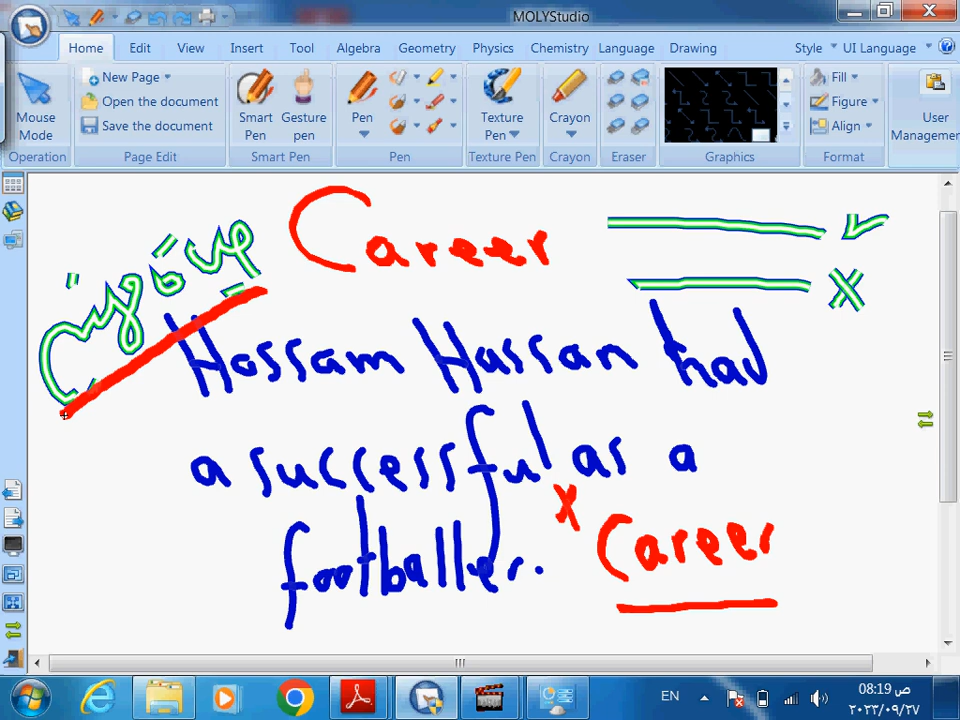 MOLYStudio
Home Edit View Insert Tool Algebra Geometry Physics Chemistry Language Drawing Style UI Language
Mouse Mode
New Page
Open the document
Save the document
Smart Pen
Gesture pen
Pen
Texture Pen
Crayon
Fill
Figure
Align
User Managemen
Operation Page Edit Smart Pen Pen Texture Pen Crayon Eraser Graphics Format
Career
Hossam Hassan had
a successful as a
footballer.
x Career
EN
08:19 ص
٢٠٢٣/٠٩/٢٧